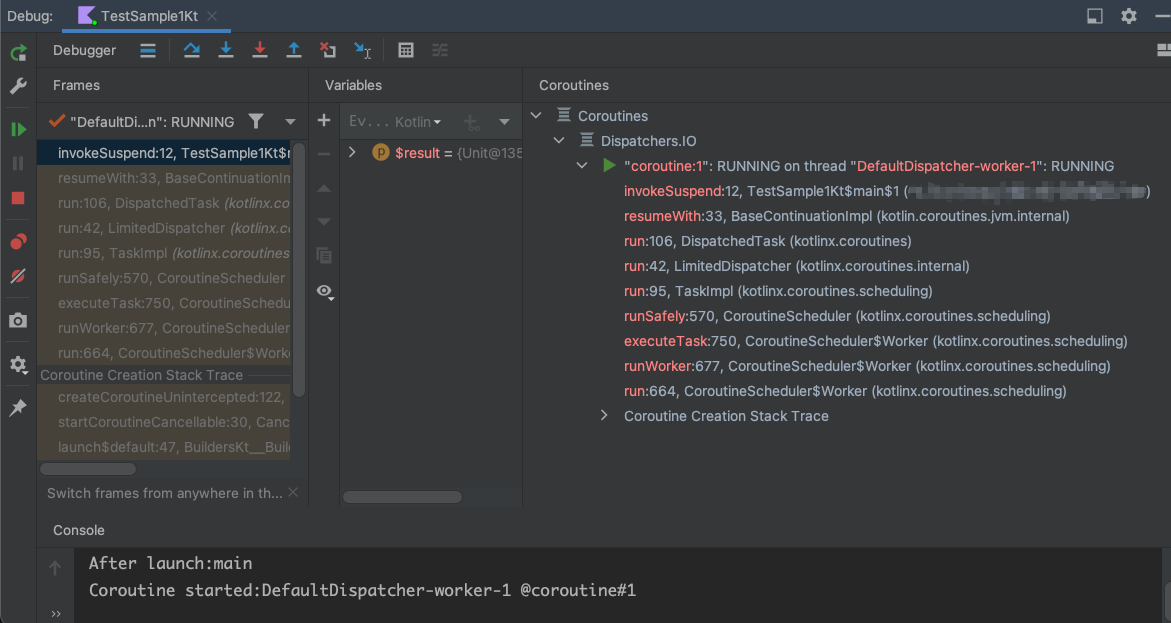 Debug: TestSample1Kt
Debugger
Frames
"DefaultDi...n": RUNNING
invokeSuspend:12, TestSample1Kt$r
resumeWith:33, BaseContinuationIm
run:106, DispatchedTask (kotlinx.co
run:42, LimitedDispatcher (kotlinx.c
run:95, TaskImpl (kotlinx.coroutines
runSafely:570, CoroutineScheduler
executeTask:750, CoroutineSchedu
runWorker:677, CoroutineScheduler
run:664, CoroutineScheduler$Worke
Coroutine Creation Stack Trace
createCoroutineUnintercepted:122,
startCoroutineCancellable:30, Canc
launch$default:47, BuildersKt__Buil
Switch frames from anywhere in th...
Variables
Ev... Kotlin
p $result = {Unit@135
Coroutines
Coroutines
Dispatchers.IO
"coroutine:1": RUNNING on thread "DefaultDispatcher-worker-1": RUNNING
invokeSuspend:12, TestSample1Kt$main$1 ( )
resumeWith:33, BaseContinuationImpl (kotlin.coroutines.jvm.internal)
run:106, DispatchedTask (kotlinx.coroutines)
run:42, LimitedDispatcher (kotlinx.coroutines.internal)
run:95, TaskImpl (kotlinx.coroutines.scheduling)
runSafely:570, CoroutineScheduler (kotlinx.coroutines.scheduling)
executeTask:750, CoroutineScheduler$Worker (kotlinx.coroutines.scheduling)
runWorker:677, CoroutineScheduler$Worker (kotlinx.coroutines.scheduling)
run:664, CoroutineScheduler$Worker (kotlinx.coroutines.scheduling)
Coroutine Creation Stack Trace
Console
After launch:main
Coroutine started:DefaultDispatcher-worker-1 @coroutine#1